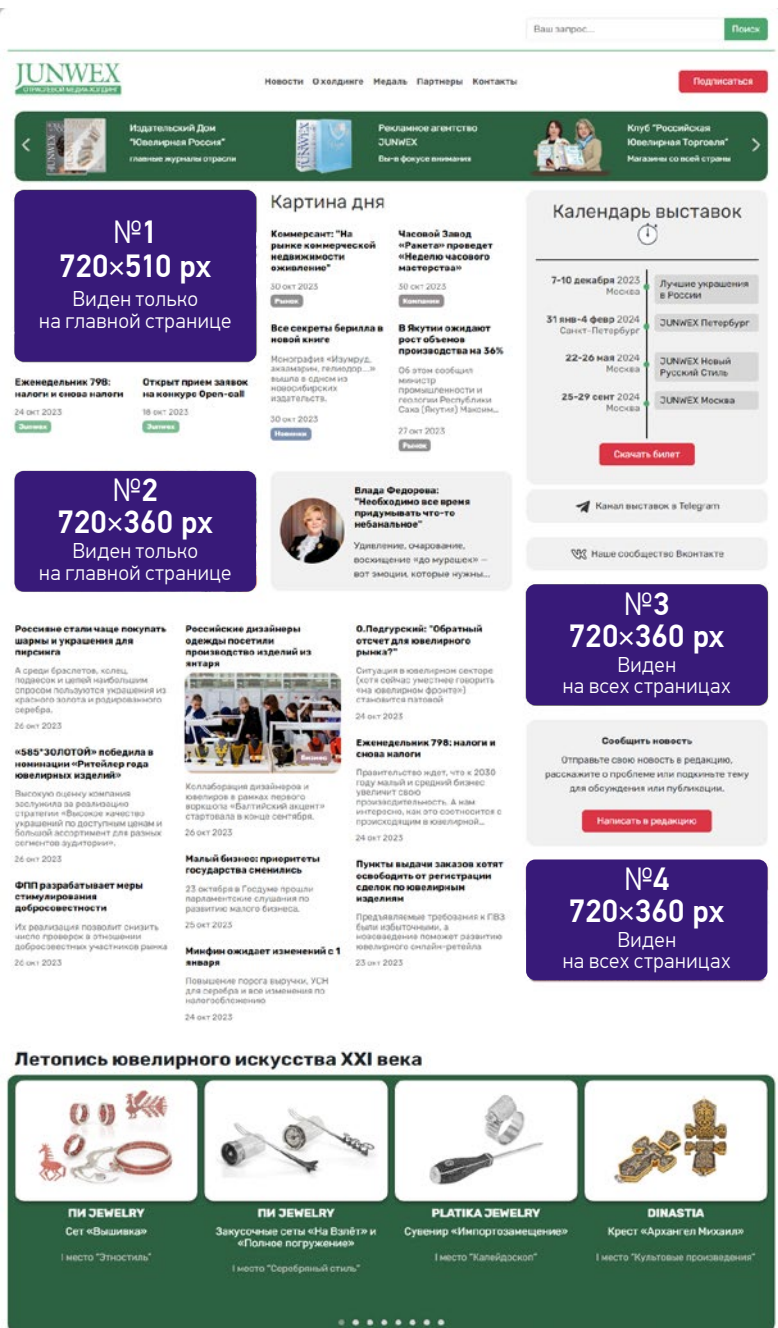 Ваш запрос...
Поиск
JUNWEX
ОТРАСЛЕВОЙ МЕДИА-ХОЛДИНГ
Новости О холдинге Медаль Партнеры Контакты
Подписаться
Издательский Дом
"Ювелирная Россия"
главные журналы отрасли
Рекламное агентство
JUNWEX
Вы-в фокусе внимания
Клуб "Российская
Ювелирная Торговля"
Магазины со всей страны
№1
720×510 px
Виден только
на главной странице
Еженедельник 798:
налоги и снова налоги
24 окт 2023
Junwex
Открыт прием заявок
на конкурс Open-call
18 окт 2023
Junwex
Картина дня
Коммерсант: "На
рынке коммерческой
недвижимости
оживление"
30 окт 2023
Рынок
Часовой Завод
«Ракета» проведет
«Неделю часового
мастерства»
30 окт 2023
Компании
Все секреты берилла в
новой книге
Монография «Изумруд,
аквамарин, гелиодор...»
вышла в одном из
новосибирских
издательств.
30 окт 2023
Новинки
В Якутии ожидают
рост объемов
производства на 36%
Об этом сообщил
министр
промышленности и
геологии Республики
Саха (Якутия) Максим...
27 окт 2023
Рынок
Календарь выставок
7-10 декабря 2023
Москва
Лучшие украшения
в России
31 янв-4 февр 2024
Санкт-Петербург
JUNWEX Петербург
22-26 мая 2024
Москва
JUNWEX Новый
Русский Стиль
25-29 сент 2024
Москва
JUNWEX Москва
Скачать билет
№2
720×360 px
Виден только
на главной странице
Влада Федорова:
"Необходимо все время
придумывать что-то
небанальное"
Удивление, очарование,
восхищение «до мурашек» —
вот эмоции, которые нужны...
Канал выставок в Telegram
Наше сообщество Вконтакте
№3
720×360 px
Виден
на всех страницах
Россияне стали чаще покупать
шармы и украшения для
пирсинга
А среди браслетов, колец,
подвесок и цепей наибольшим
спросом пользуются украшения из
красного золота и родированного
серебра.
26 окт 2023
«585*ЗОЛОТОЙ» победила в
номинации «Ритейлер года
ювелирных изделий»
Высокую оценку компания
заслужила за реализацию
стратегии «Высокое качество
украшений по доступным ценам и
большой ассортимент для разных
сегментов аудитории».
26 окт 2023
ФПП разрабатывает меры
стимулирования
добросовестности
Их реализация позволит снизить
число проверок в отношении
добросовестных участников рынка
26 окт 2023
Российские дизайнеры
одежды посетили
производство изделий из
янтаря
Бизнес
Коллаборация дизайнеров и
ювелиров в рамках первого
воркшопа «Балтийский акцент»
стартовала в конце сентября.
26 окт 2023
Малый бизнес: приоритеты
государства сменились
23 октября в Госдуме прошли
парламентские слушания по
развитию малого бизнеса.
25 окт 2023
Минфин ожидает изменений с 1
января
Повышение порога выручки, УСН
для серебра и все изменения по
налогообложению
24 окт 2023
О.Подгурский: "Обратный
отсчет для ювелирного
рынка?"
Ситуация в ювелирном секторе
(хотя сейчас уместнее говорить
«на ювелирном фронте»)
становится патовой
24 окт 2023
Еженедельник 798: налоги и
снова налоги
Правительство ждет, что к 2030
году малый и средний бизнес
увеличит свою
производительность. А нам
интересно, как это соотносится с
происходящим в ювелирной...
24 окт 2023
Пункты выдачи заказов хотят
освободить от регистрации
сделок по ювелирным
изделиям
Предъявляемые требования к ПВЗ
были избыточными, а
нововведение поможет развитию
ювелирного онлайн-ретейла
23 окт 2023
Сообщить новость
Отправьте свою новость в редакцию,
расскажите о проблеме или подкиньте тему
для обсуждения или публикации.
Написать в редакцию
№4
720×360 px
Виден
на всех страницах
Летопись ювелирного искусства XXI века
ПИ JEWELRY
Сет «Вышивка»
I место "Этностиль"
ПИ JEWELRY
Закусочные сеты «На Взлёт» и
«Полное погружение»
I место "Серебряный стиль"
PLATIKA JEWELRY
Сувенир «Импортозамещение»
I место "Калейдоскоп"
DINASTIA
Крест «Архангел Михаил»
I место "Культовые произведения"